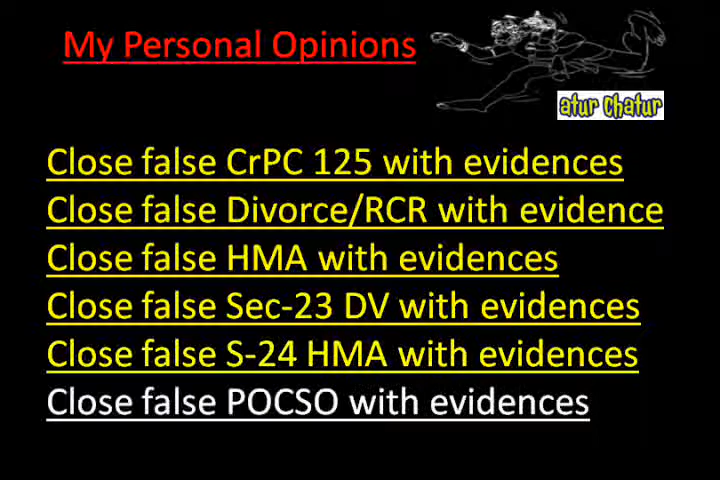 My Personal Opinions
atur chatur
Close false CrPC 125 with evidences
Close false Divorce/RCR with evidence
Close false HMA with evidences
Close false Sec-23 DV with evidences
Close false S-24 HMA with evidences
Close false POCSO with evidences